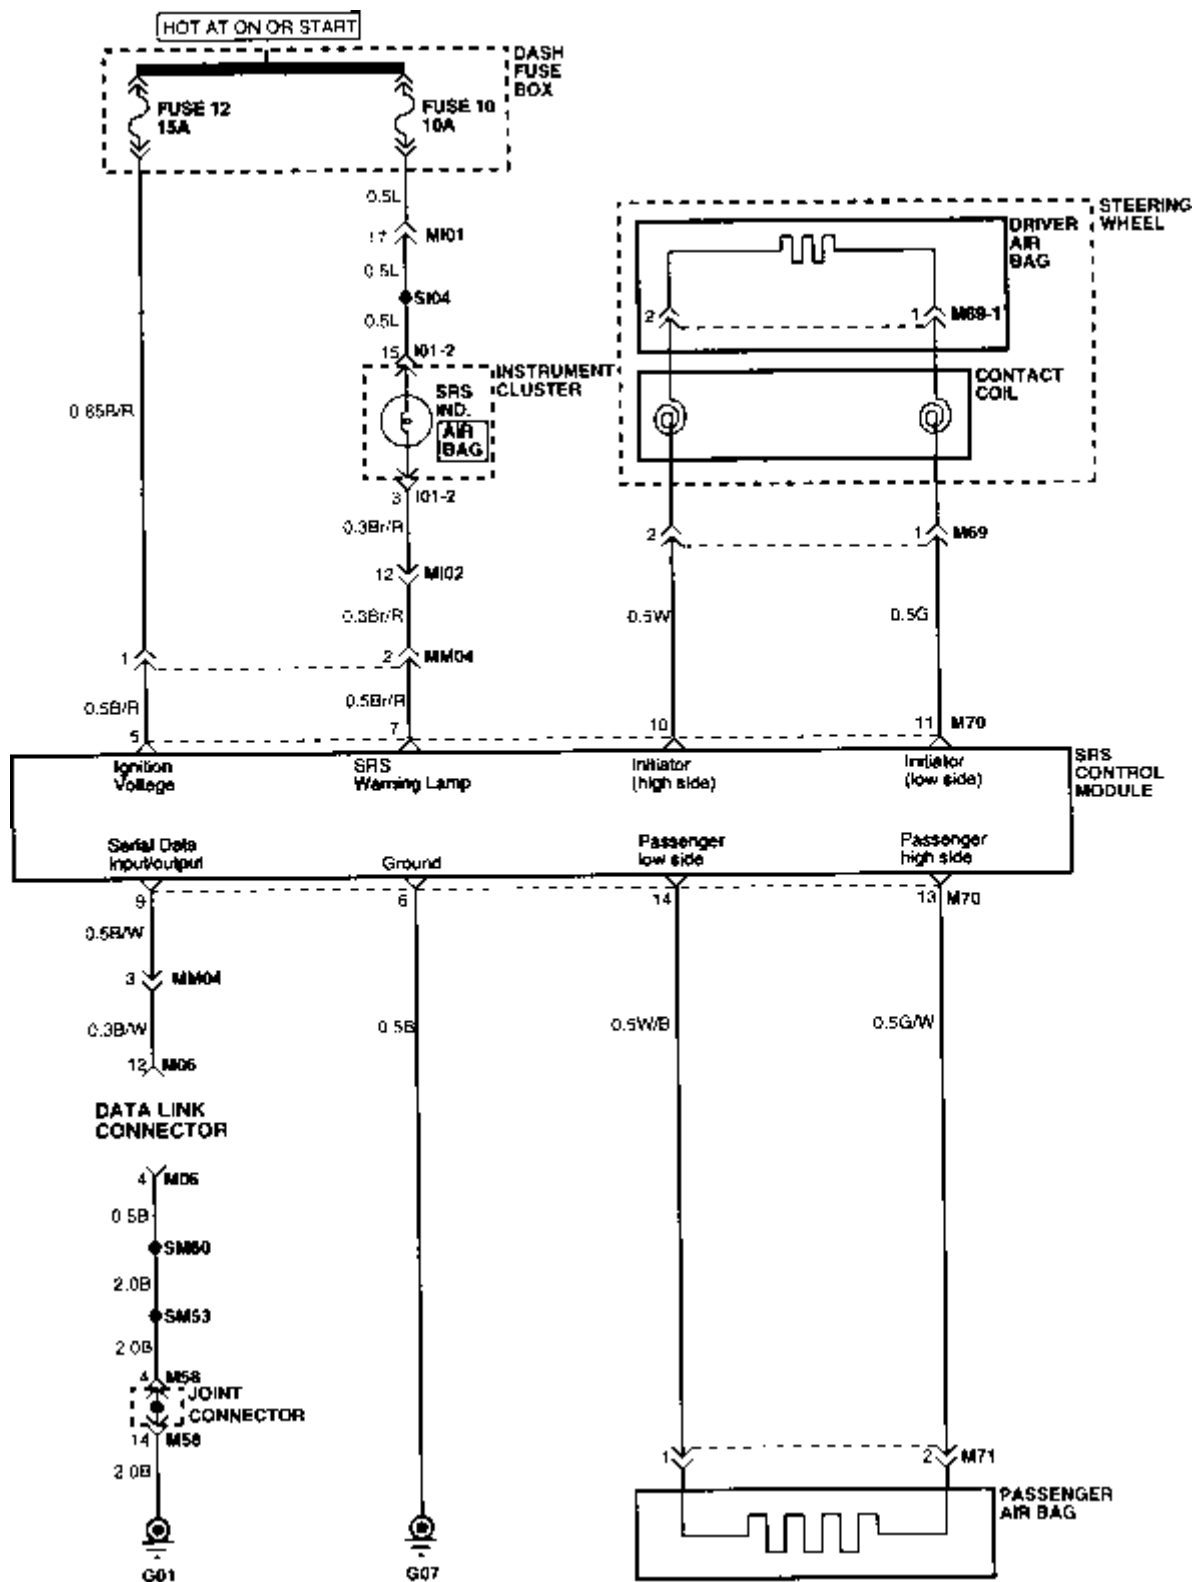 HOT AT ON OR START
DASH
FUSE
BOX
FUSE 12
15A
FUSE 10
10A
0.5L
17
MI01
0.5L
SI04
0.5L
15
I01-2
INSTRUMENT
CLUSTER
SRS
IND.
AIR
BAG
3
I01-2
0.85B/R
0.3Br/R
12
MI02
0.3Br/R
1
2
MM04
0.5B/R
0.5Br/R
STEERING
WHEEL
DRIVER
AIR
BAG
2
1
M69-1
CONTACT
COIL
2
1
M69
0.5W
0.5G
5
7
10
11
M70
Ignition
Voltage
SRS
Warning Lamp
Initiator
(high side)
Initiator
(low side)
SRS
CONTROL
MODULE
Serial Data
Input/output
Ground
Passenger
low side
Passenger
high side
9
6
14
13
M70
0.5B/W
3
MM04
0.3B/W
12
M06
0.5B
0.5W/B
0.5G/W
DATA LINK
CONNECTOR
4
M06
0.5B
SM60
2.0B
SM53
2.0B
4
M58
JOINT
CONNECTOR
14
M58
2.0B
G01
G07
1
2
M71
PASSENGER
AIR BAG